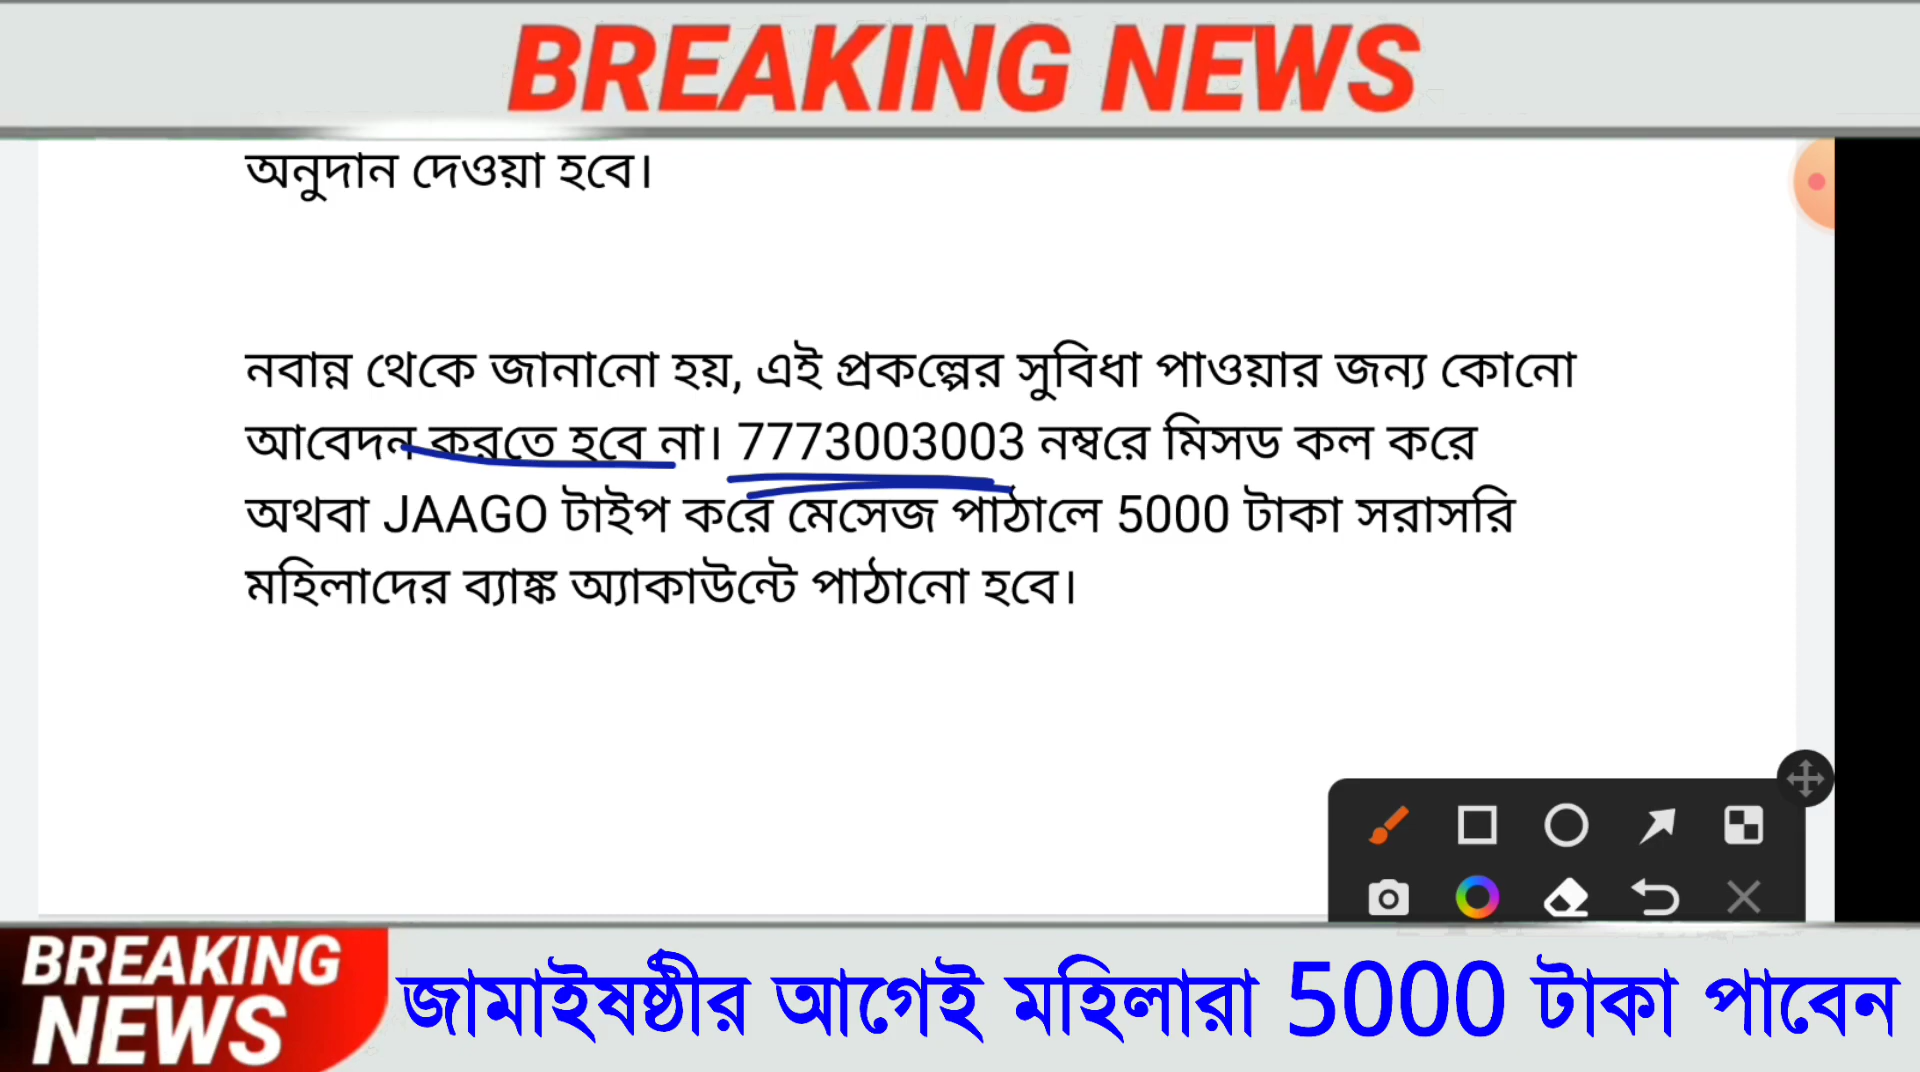 BREAKING NEWS
অনুদান দেওয়া হবে।
নবান্ন থেকে জানানো হয়, এই প্রকল্পের সুবিধা পাওয়ার জন্য কোনো
আবেদন করতে হবে না। 7773003003 নম্বরে মিসড কল করে
অথবা JAAGO টাইপ করে মেসেজ পাঠালে 5000 টাকা সরাসরি
মহিলাদের ব্যাঙ্ক অ্যাকাউন্টে পাঠানো হবে।
BREAKING
NEWS
জামাইষষ্ঠীর আগেই মহিলারা 5000 টাকা পাবেন